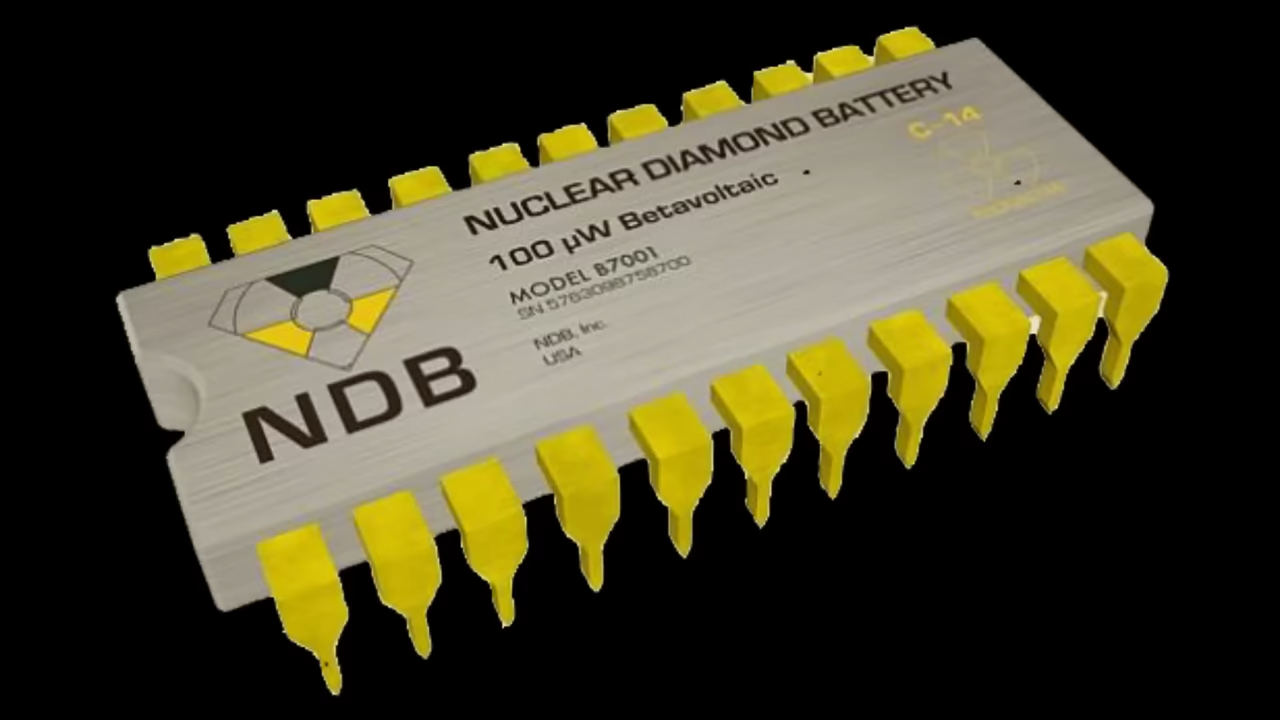 NUCLEAR DIAMOND BATTERY
100 µW Betavoltaic
MODEL B7001
SN 5763098758700
NDB, Inc.
USA
NDB
C-14